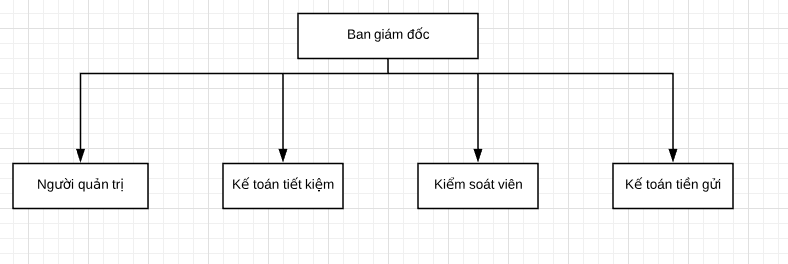 Ban giám đốc
Người quản trị
Kế toán tiết kiệm
Kiểm soát viên
Kế toán tiền gửi